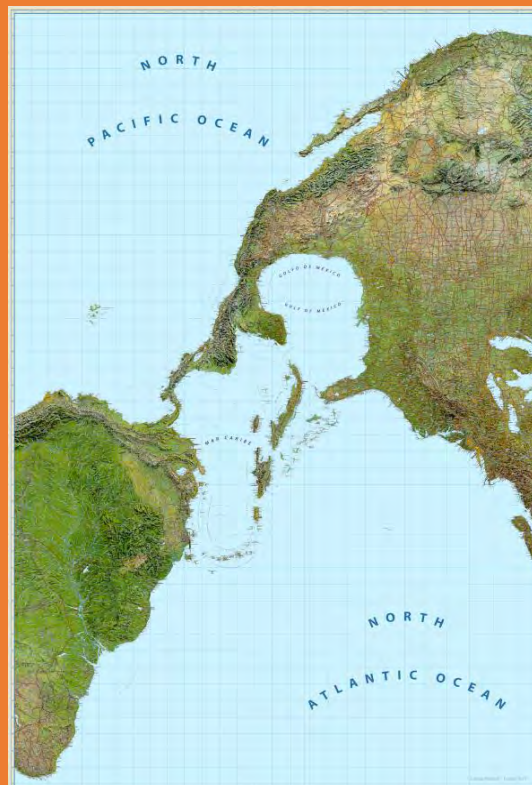 NORTH
PACIFIC OCEAN
GOLFO DE MÉXICO
GULF OF MEXICO
MAR CARIBE
NORTH
ATLANTIC OCEAN